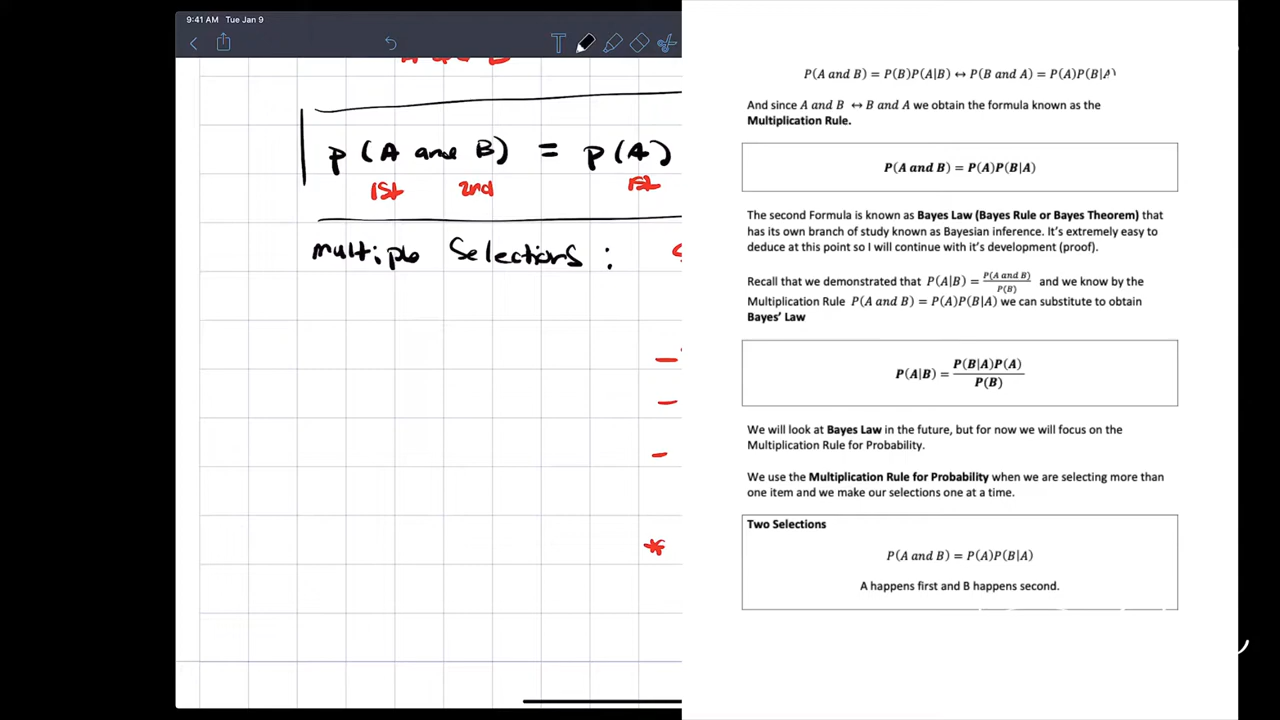 9:41 AM Tue Jan 9
p (A and B) = p(A)
1st 2nd 1st
multiple Selections :
*
P(A and B) = P(B)P(A|B) ↔ P(B and A) = P(A)P(B|A)
And since A and B ↔ B and A we obtain the formula known as the
Multiplication Rule.
P(A and B) = P(A)P(B|A)
The second Formula is known as Bayes Law (Bayes Rule or Bayes Theorem) that
has its own branch of study known as Bayesian inference. It's extremely easy to
deduce at this point so I will continue with it's development (proof).
Recall that we demonstrated that P(A|B) = P(A and B)/P(B) and we know by the
Multiplication Rule P(A and B) = P(A)P(B|A) we can substitute to obtain
Bayes' Law
P(A|B) = P(B|A)P(A)/P(B)
We will look at Bayes Law in the future, but for now we will focus on the
Multiplication Rule for Probability.
We use the Multiplication Rule for Probability when we are selecting more than
one item and we make our selections one at a time.
Two Selections
P(A and B) = P(A)P(B|A)
A happens first and B happens second.